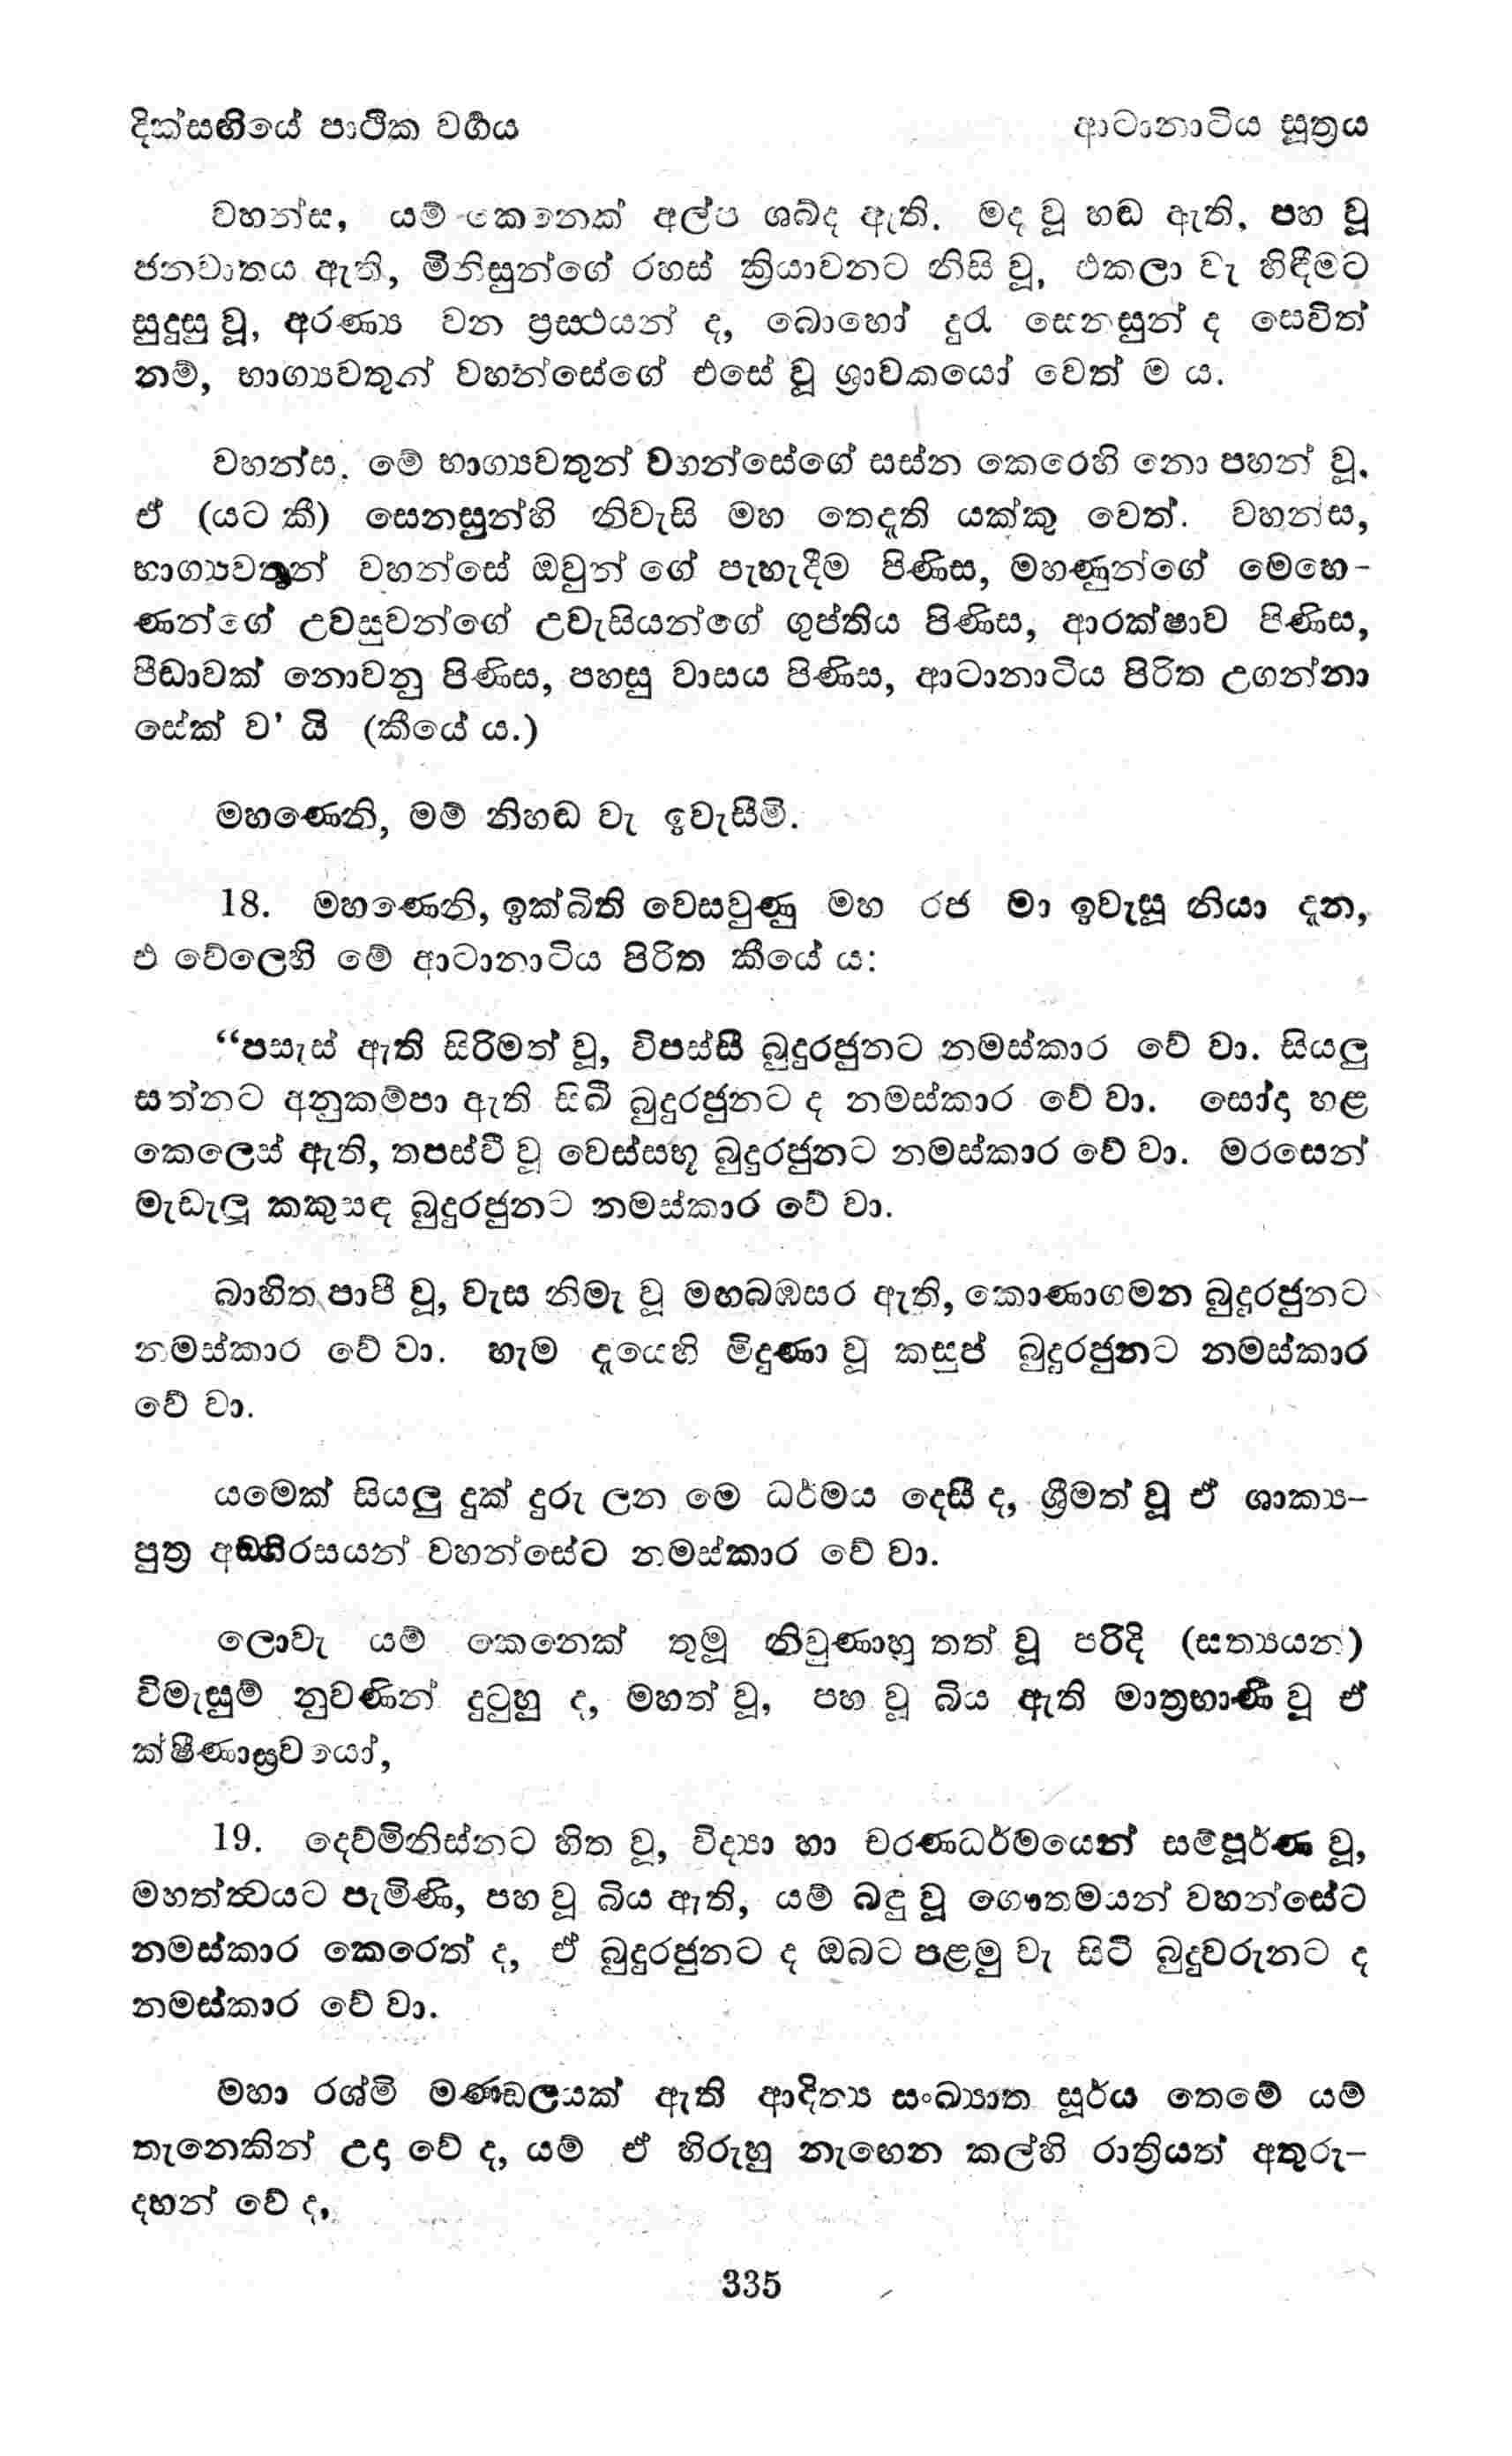 දික්සඟියේ පාථික වර්‍ගය
ආටානාටිය සූත්‍රය
වහන්ස, යම් කෙනෙක් අල්ප ශබ්ද ඇති. මද වූ හඬ ඇති, පහ වූ
ජනවාතය ඇති, මිනිසුන්ගේ රහස් ක්‍රියාවනට නිසි වූ, එකලා වැ හිඳීමට
සුදුසු වූ, අරණ්‍ය වන ප්‍රස්‍ථයන් ද, බොහෝ දුරැ සෙනසුන් ද සෙවිත්
නම්, භාග්‍යවතුන් වහන්සේගේ එසේ වූ ශ්‍රාවකයෝ වෙත් ම ය.
වහන්ස, මේ භාග්‍යවතුන් වහන්සේගේ සස්න කෙරෙහි නො පහන් වූ,
ඒ (යට කී) සෙනසුන්හි නිවැසි මහ තෙදැති යක්කු වෙත්. වහන්ස,
භාග්‍යවතුන් වහන්සේ ඔවුන් ගේ පැහැදීම පිණිස, මහණුන්ගේ මෙහෙ-
ණන්ගේ උවසුවන්ගේ උවැසියන්ගේ ගුප්තිය පිණිස, ආරක්ෂාව පිණිස,
පීඩාවක් නොවනු පිණිස, පහසු වාසය පිණිස, ආටානාටිය පිරිත උගන්නා
සේක් ව' යි (කීයේ ය.)
මහණෙනි, මම් නිහඬ වැ ඉවැසීමි.
18. මහණෙනි, ඉක්බිති වෙසවුණු මහ රජ මා ඉවැසූ නියා දැන,
එ වේලෙහි මේ ආටානාටිය පිරිත කීයේ ය:
“පසැස් ඇති සිරිමත් වූ, විපස්සී බුදුරජුනට නමස්කාර වේ වා. සියලු
සත්නට අනුකම්පා ඇති සිඛී බුදුරජුනට ද නමස්කාර වේ වා. සෝදා හළ
කෙලෙස් ඇති, තපස්වී වූ වෙස්සභූ බුදුරජුනට නමස්කාර වේ වා. මරසෙන්
මැඩැලූ කකුසඳ බුදුරජුනට නමස්කාර වේ වා.
බාහිත පාපී වූ, වැස නිමැ වූ මඟබඹසර ඇති, කොණාගමන බුදුරජුනට
නමස්කාර වේ වා. හැම දැයෙහි මිදුණා වූ කසුප් බුදුරජුනට නමස්කාර
වේ වා.
යමෙක් සියලු දුක් දුරු ලන මෙ ධර්මය දෙසී ද, ශ්‍රීමත් වූ ඒ ශාක්‍ය-
පුත්‍ර අඞ්ගීරසයන් වහන්සේට නමස්කාර වේ වා.
ලොවැ යම් කෙනෙක් තුමූ නිවුණාහු තත් වූ පරිදි (සත්‍යයන්)
විමැසුම් නුවණින් දුටුහු ද, මහත් වූ, පහ වූ බිය ඇති මාත්‍රභාණී වූ ඒ
ක්ෂීණාස්‍රවයෝ,
19. දෙව්මිනිස්නට හිත වූ, විද්‍යා හා චරණධර්මයෙන් සම්පූර්ණ වූ,
මහත්ත්‍වයට පැමිණි, පහ වූ බිය ඇති, යම් බඳු වූ ගෞතමයන් වහන්සේට
නමස්කාර කෙරෙත් ද, ඒ බුදුරජුනට ද ඔබට පළමු වැ සිටි බුදුවරුනට ද
නමස්කාර වේ වා.
මහා රශ්මි මණ්ඩලයක් ඇති ආදිත්‍ය සංඛ්‍යාත සූර්ය තෙමේ යම්
තැනෙකින් උදා වේ ද, යම් ඒ හිරුහු නැඟෙන කල්හි රාත්‍රියත් අතුරු-
දහන් වේ ද,
335